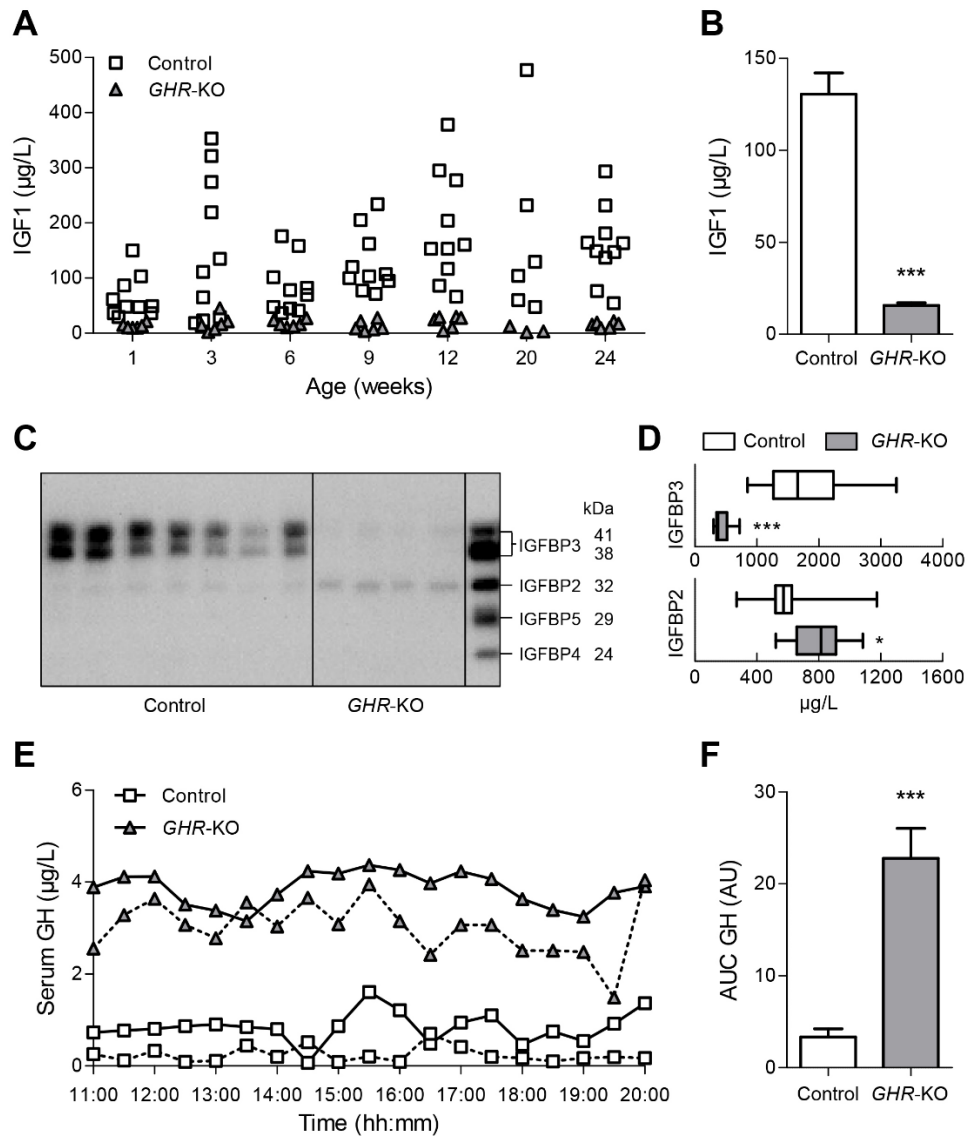 A
500
400
300
200
100
0
IGF1 (µg/L)
Control
GHR-KO
1 3 6 9 12 20 24
Age (weeks)
B
150
100
50
0
IGF1 (µg/L)
***
Control GHR-KO
C
kDa
IGFBP3 41
38
IGFBP2 32
IGFBP5 29
IGFBP4 24
Control GHR-KO
D
Control GHR-KO
IGFBP3
***
0 1000 2000 3000 4000
IGFBP2
*
0 400 800 1200 1600
µg/L
E
6
4
2
0
Serum GH (µg/L)
Control
GHR-KO
11:00 12:00 13:00 14:00 15:00 16:00 17:00 18:00 19:00 20:00
Time (hh:mm)
F
30
20
10
0
AUC GH (AU)
***
Control GHR-KO